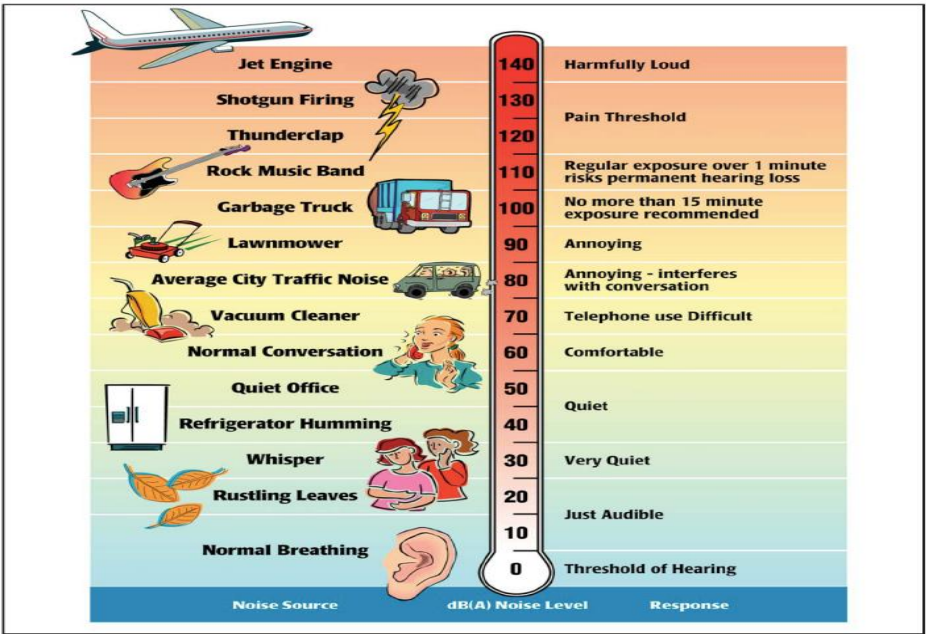 Jet Engine 140 Harmfully Loud
Shotgun Firing 130
Pain Threshold
Thunderclap 120
Rock Music Band 110 Regular exposure over 1 minute
risks permanent hearing loss
Garbage Truck 100 No more than 15 minute
exposure recommended
Lawnmower 90 Annoying
Average City Traffic Noise 80 Annoying - interferes
with conversation
Vacuum Cleaner 70 Telephone use Difficult
Normal Conversation 60 Comfortable
Quiet Office 50
Quiet
Refrigerator Humming 40
Whisper 30 Very Quiet
Rustling Leaves 20
Just Audible
10
Normal Breathing
0 Threshold of Hearing
Noise Source dB(A) Noise Level Response